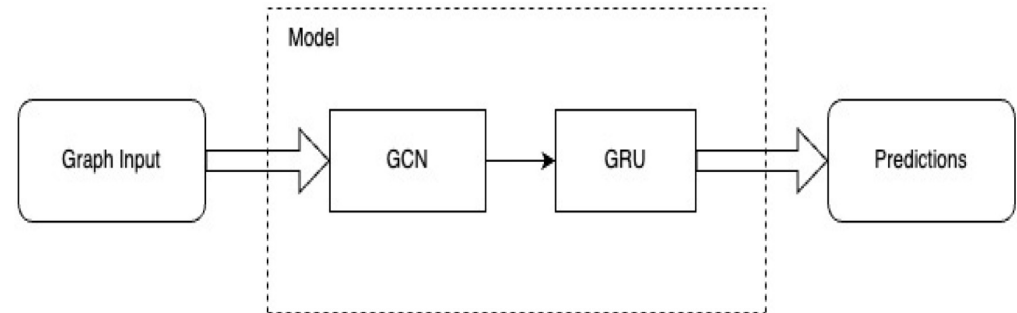 Model
Graph Input
GCN
GRU
Predictions